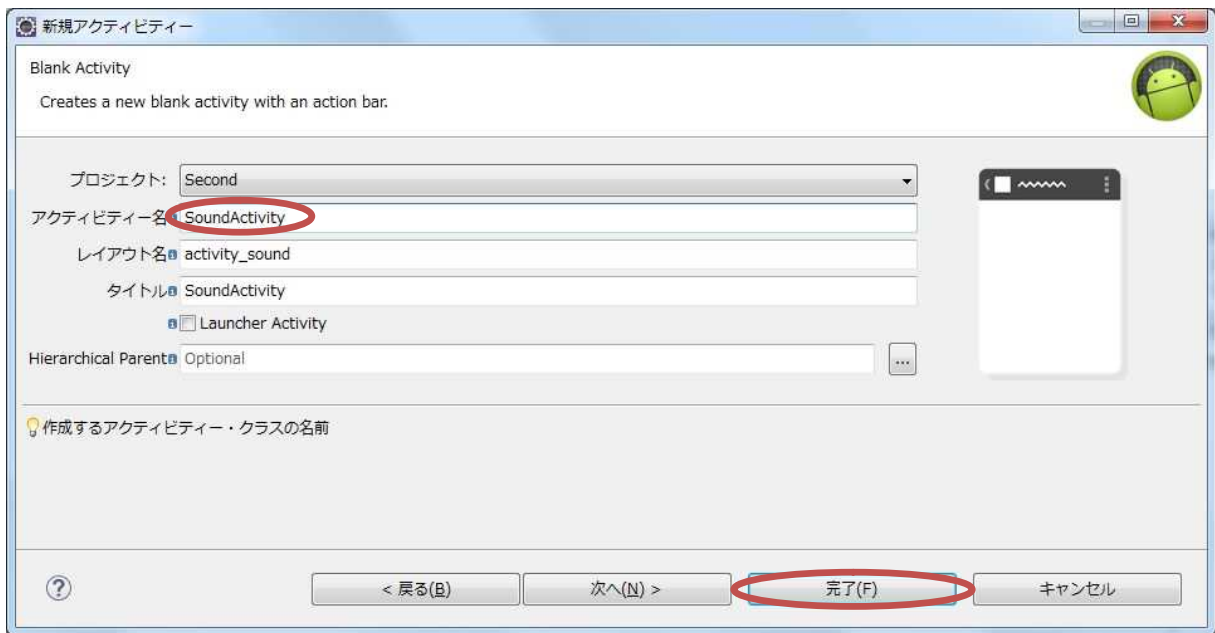 新規アクティビティー
Blank Activity
Creates a new blank activity with an action bar.
プロジェクト: Second
アクティビティー名 SoundActivity
レイアウト名 activity_sound
タイトル SoundActivity
Launcher Activity
Hierarchical Parent Optional ...
作成するアクティビティー・クラスの名前
? < 戻る(B) 次へ(N) > 完了(F) キャンセル